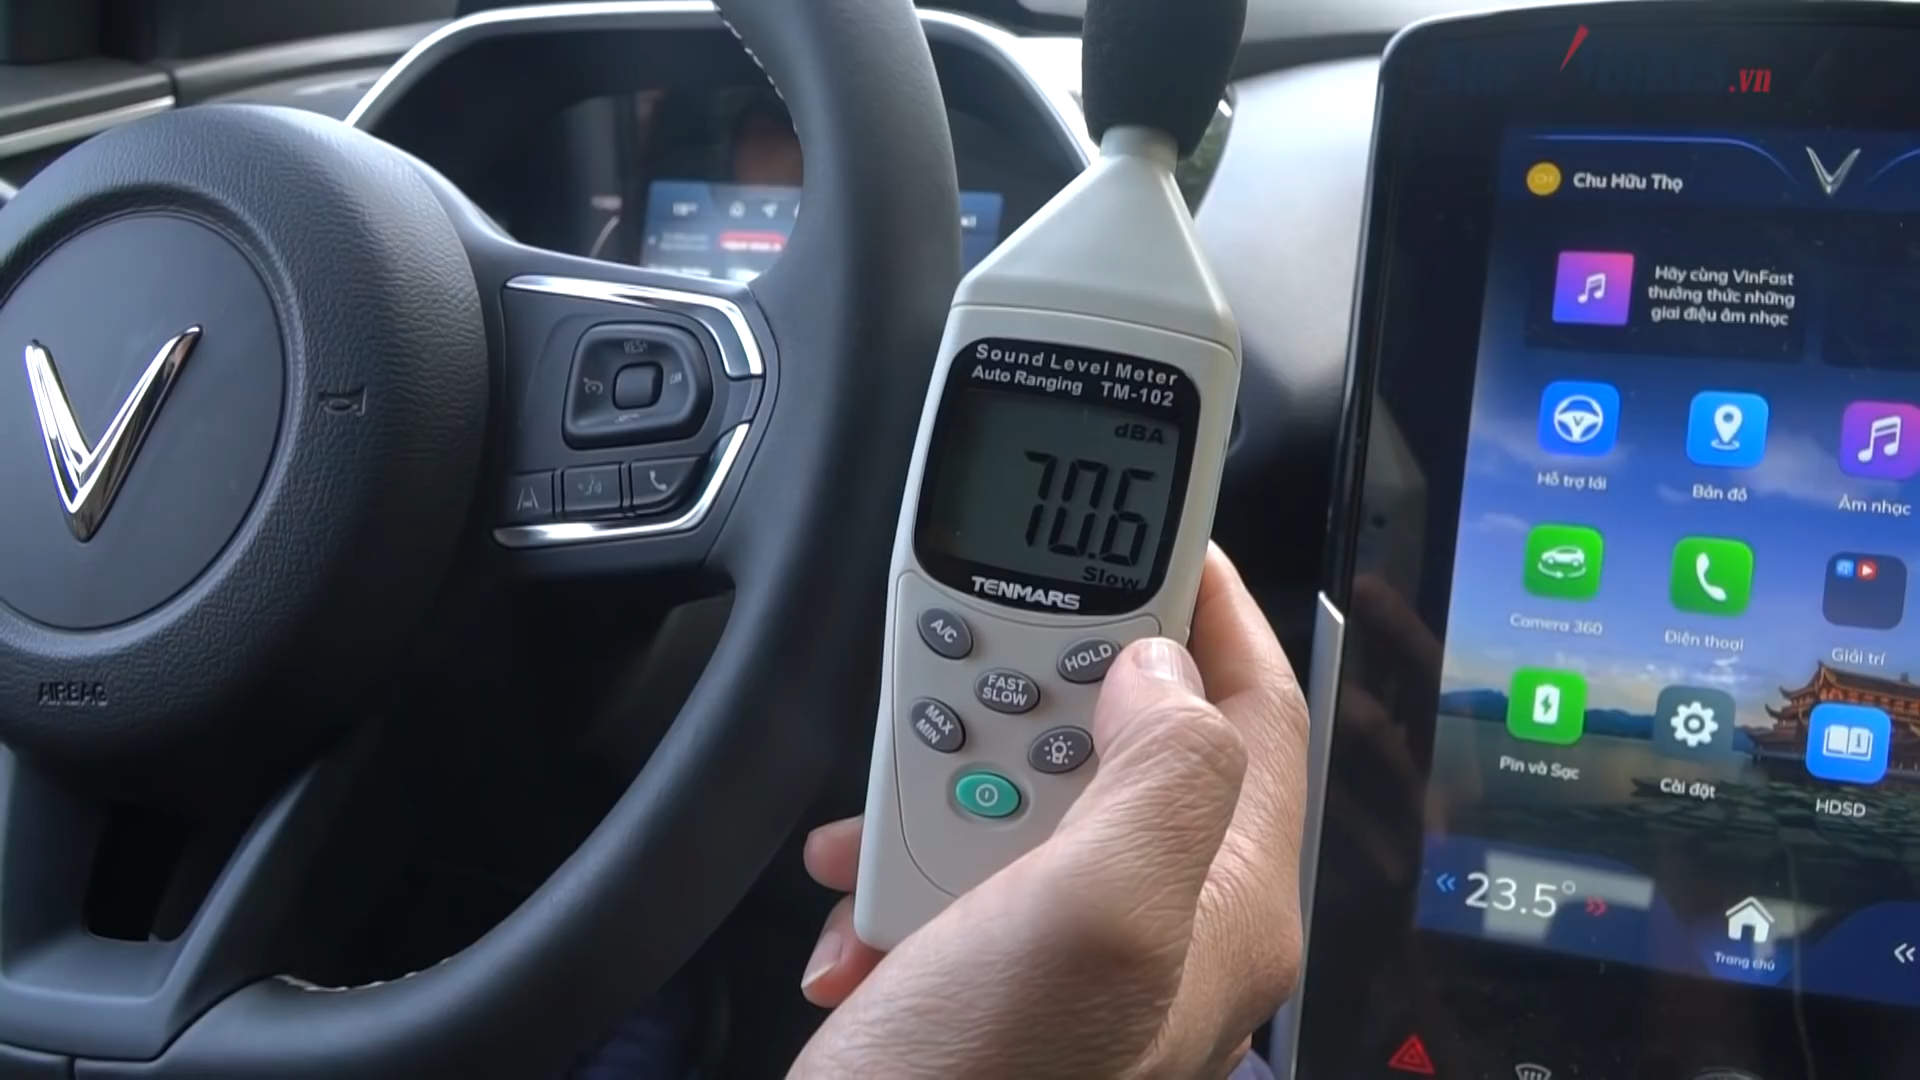 .vn
Chu Hữu Thọ
Hãy cùng VinFast
thưởng thức những
giai điệu âm nhạc
Sound Level Meter
Auto Ranging TM-102
dBA
70.6
Slow
TENMARS
A/C
HOLD
FAST
SLOW
MAX
MIN
RES+
AIRBAG
Hỗ trợ lái
Bản đồ
Âm nhạc
Camera 360
Điện thoại
Giải trí
Pin và Sạc
Cài đặt
HDSD
23.5°
Trang chủ